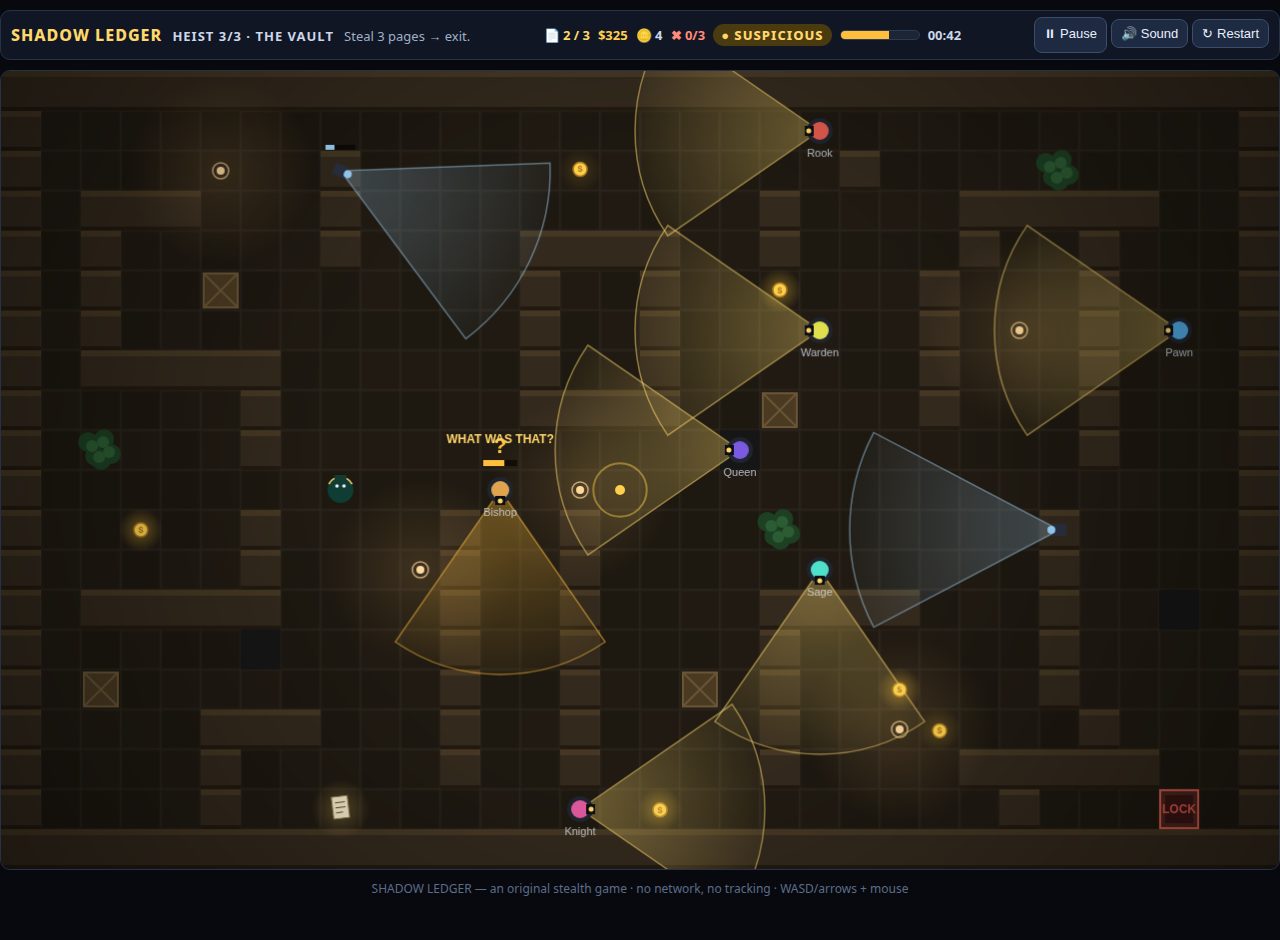 SHADOW LEDGER HEIST 3/3 · THE VAULT Steal 3 pages → exit. 2 / 3 $325 4 ✖ 0/3 ● SUSPICIOUS 00:42 ⏸ Pause 🔊 Sound ↻ Restart
Rook
Warden
Pawn
WHAT WAS THAT?
?
Queen
Bishop
Sage
LOCK
Knight
SHADOW LEDGER — an original stealth game · no network, no tracking · WASD/arrows + mouse